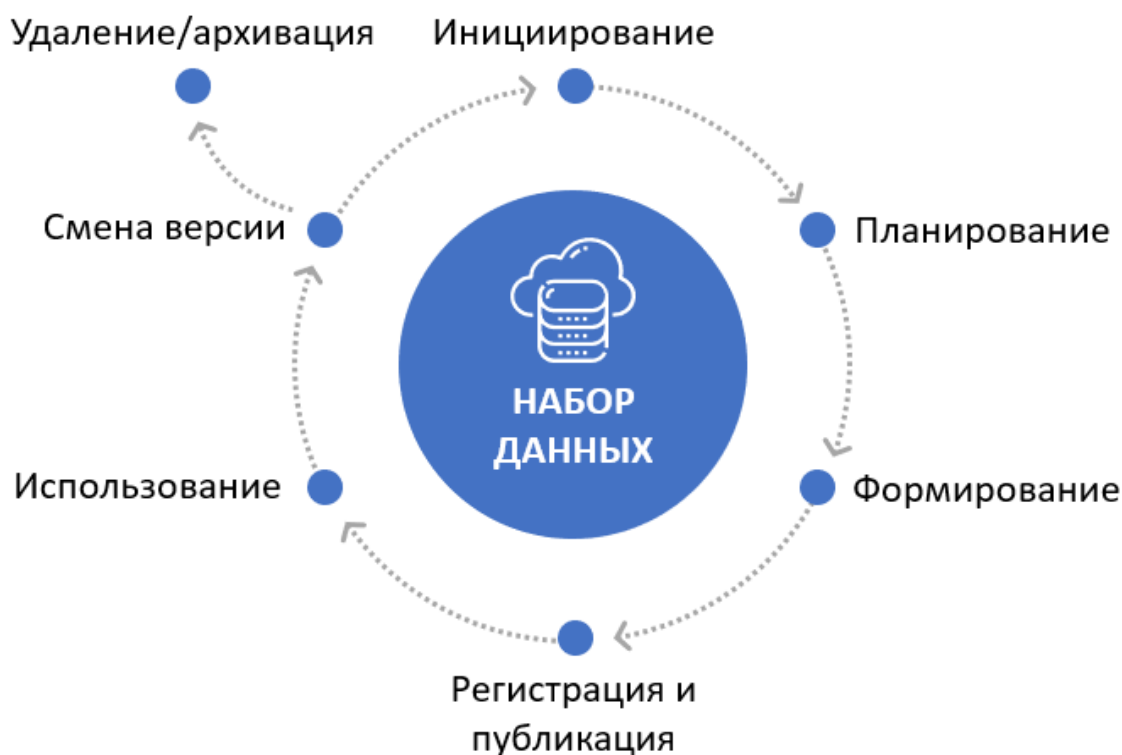 Удаление/архивация
Инициирование
Смена версии
Планирование
НАБОР
ДАННЫХ
Использование
Формирование
Регистрация и
публикация